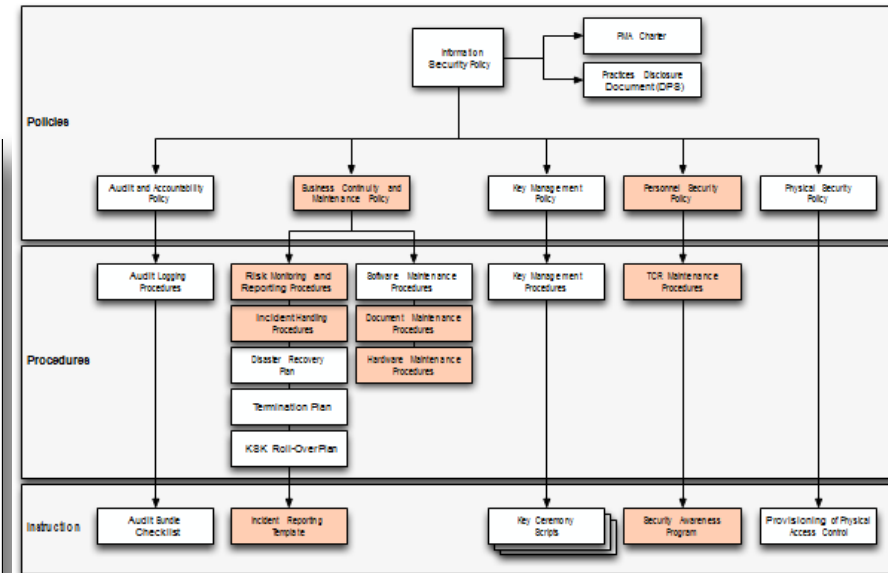 Information
Security Policy
PMA Charter
Practices Disclosure
Document (DPS)
Policies
Audit and Accountability
Policy
Business Continuity and
Maintenance Policy
Key Management
Policy
Personnel Security
Policy
Physical Security
Policy
Audit Logging
Procedures
Risk Monitoring and
Reporting Procedures
Software Maintenance
Procedures
Key Management
Procedures
TCR Maintenance
Procedures
Incident Handling
Procedures
Document Maintenance
Procedures
Procedures
Disaster Recovery
Plan
Hardware Maintenance
Procedures
Termination Plan
KSK Roll-Over Plan
Instruction
Audit Bundle
Checklist
Incident Reporting
Template
Key Ceremony
Scripts
Security Awareness
Program
Provisioning of Physical
Access Control